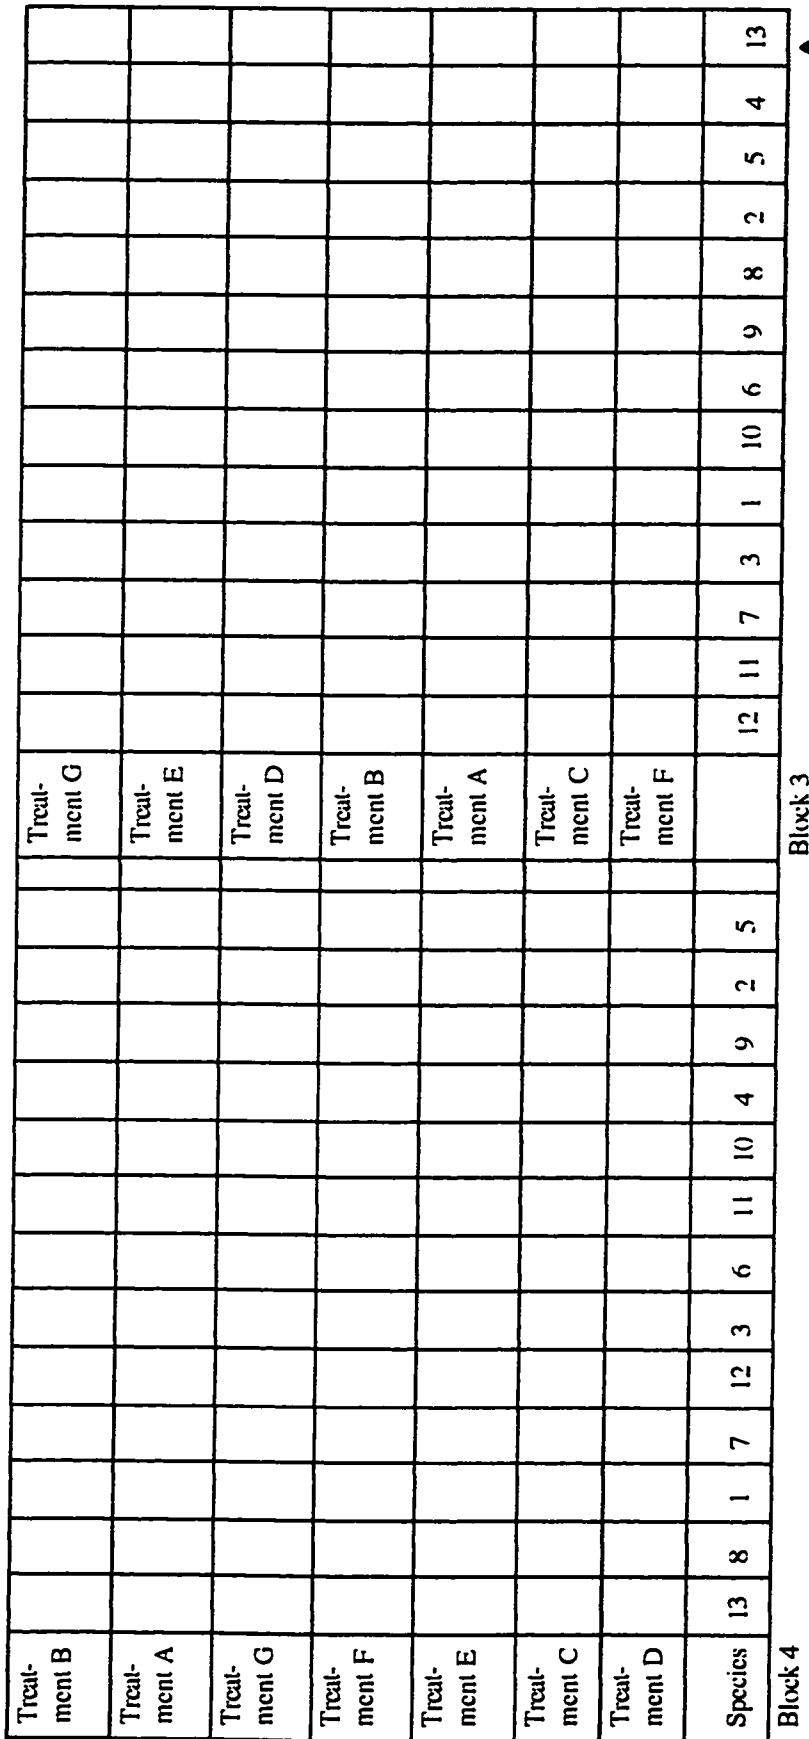 Treat-
ment B
Treat-
ment G
Treat-
ment A
Treat-
ment E
Treat-
ment G
Treat-
ment D
Treat-
ment F
Treat-
ment B
Treat-
ment E
Treat-
ment A
Treat-
ment C
Treat-
ment C
Treat-
ment D
Treat-
ment F
Species 13 8 1 7 12 3 6 11 10 4 9 2 5 12 11 7 3 1 10 6 9 8 2 5 4 13
Block 4 Block 3